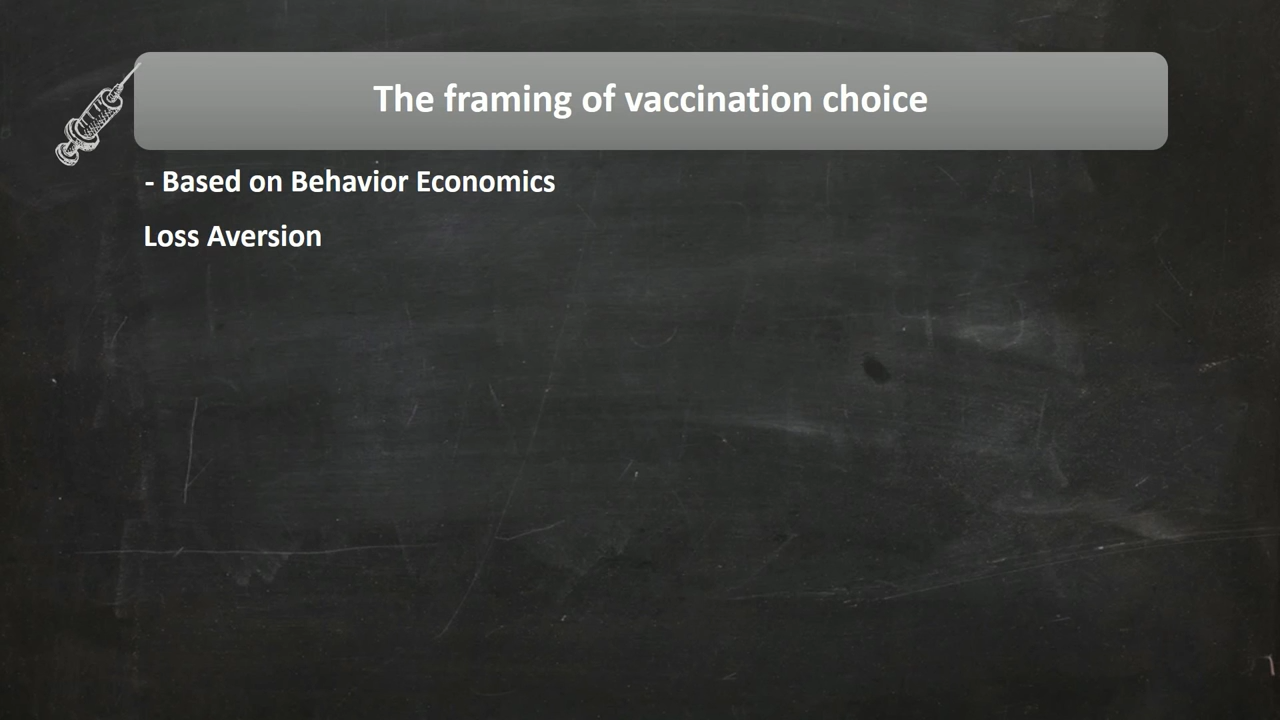 The framing of vaccination choice
- Based on Behavior Economics
Loss Aversion